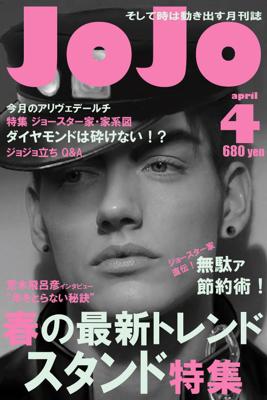 そして時は動き出す月刊誌
JoJo
april
4
680 yen
今月のアリヴェデールチ
特集 ジョースター家・家系図
ダイヤモンドは砕けない!?
ジョジョ立ち Q&A
ジョースター家
直伝!
無駄ァ
節約術!
荒木飛呂彦インタビュー
"年をとらない秘訣"
春の最新トレンド
スタンド特集